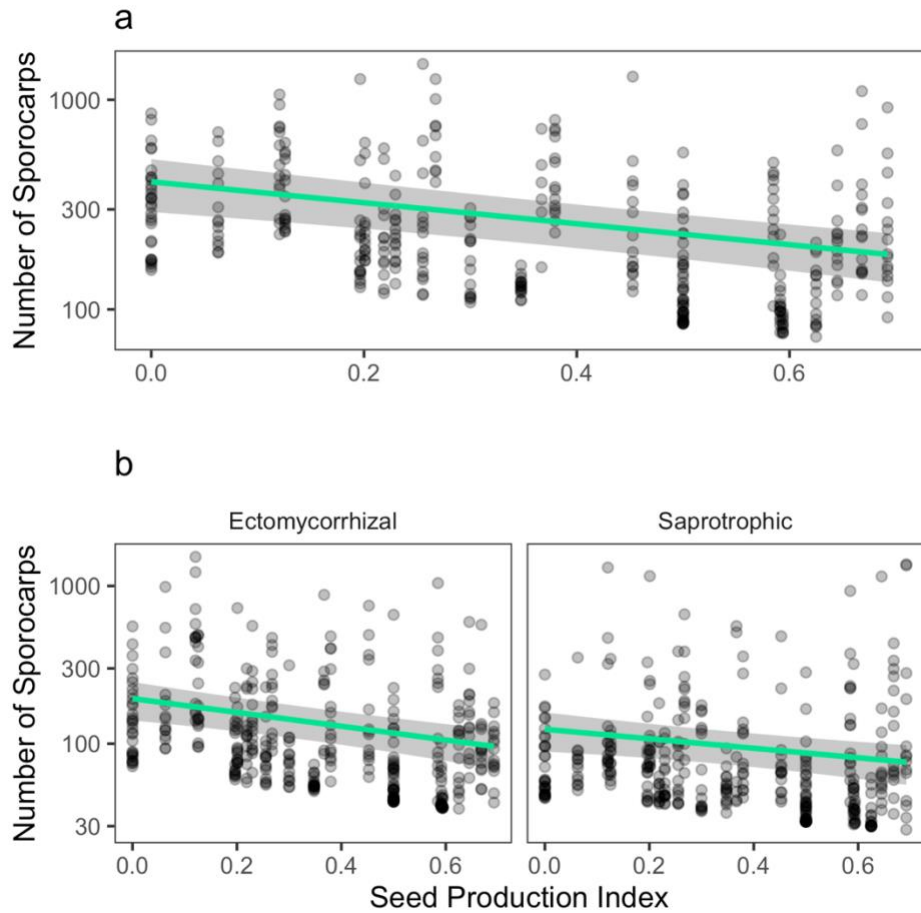 a
Number of Sporocarps
1000
300
100
0.0 0.2 0.4 0.6
b
Ectomycorrhizal Saprotrophic
Number of Sporocarps
1000
300
100
30
0.0 0.2 0.4 0.6 0.0 0.2 0.4 0.6
Seed Production Index